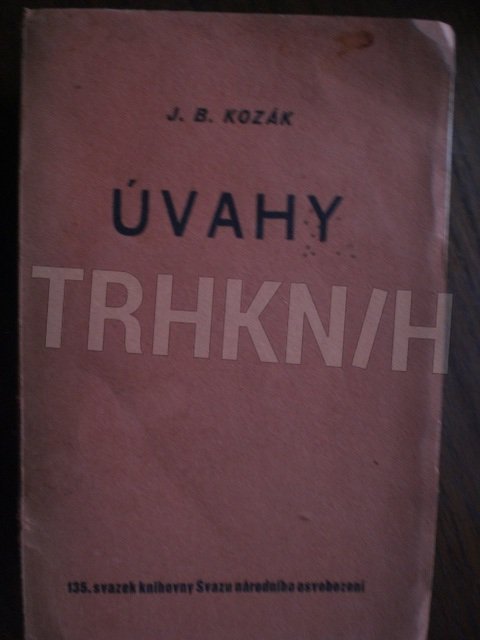 J. B. KOZÁK
ÚVAHY
TRHKN/H
135. svazek knihovny Svazu národního osvobození